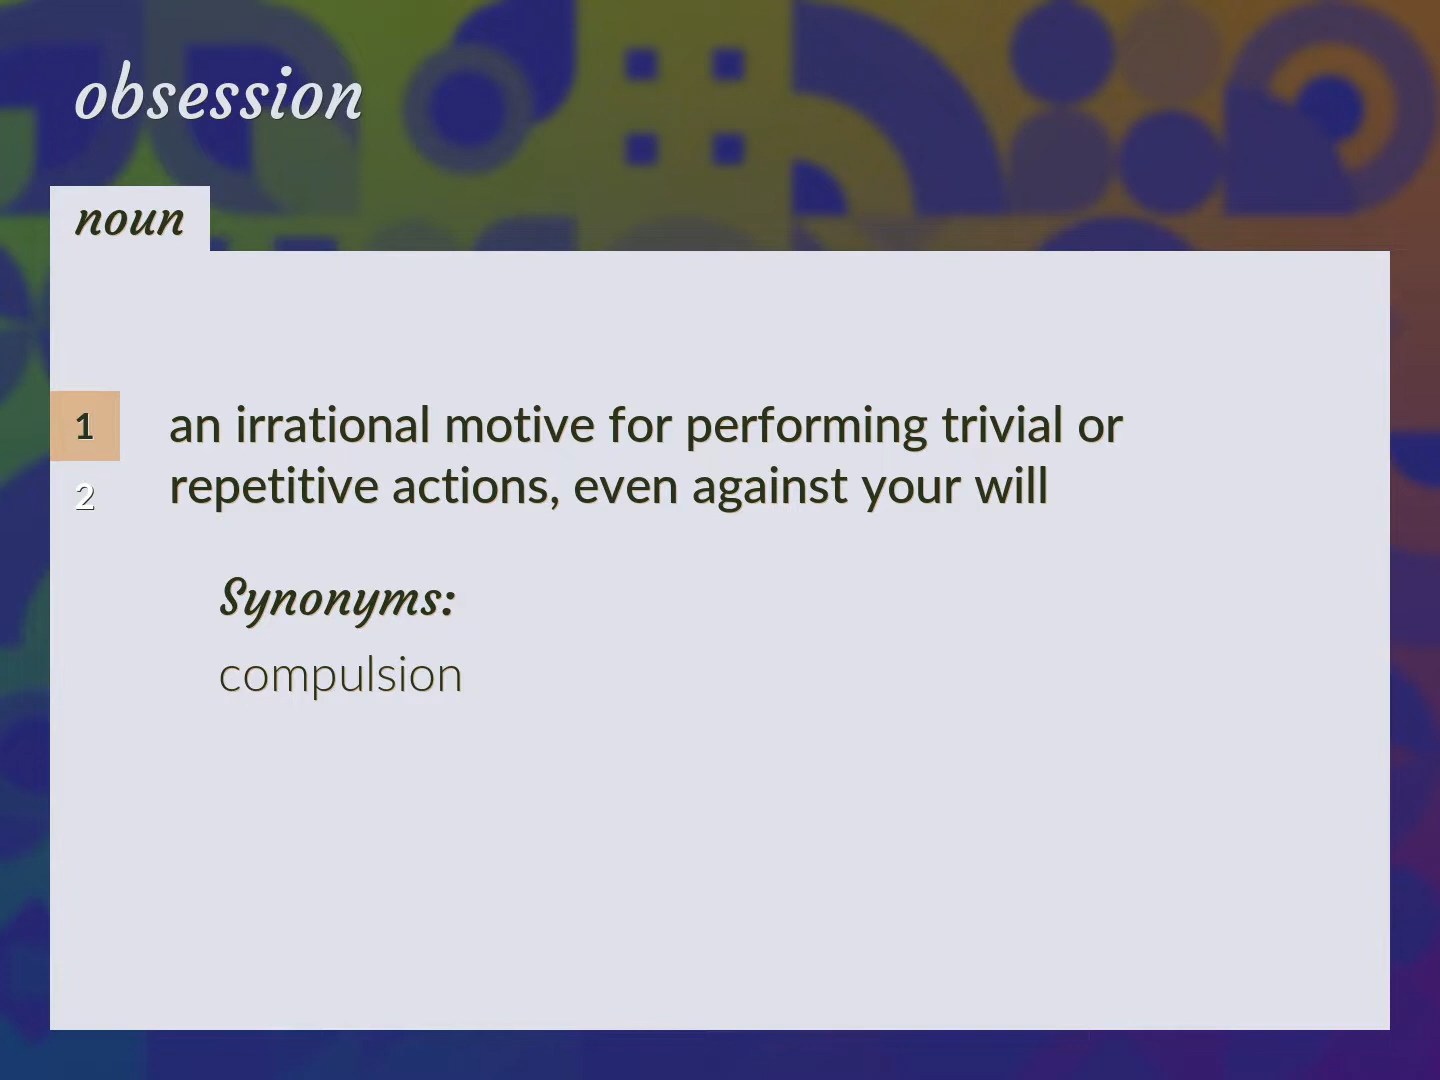 obsession
noun
1
an irrational motive for performing trivial or
repetitive actions, even against your will
2
Synonyms:
compulsion